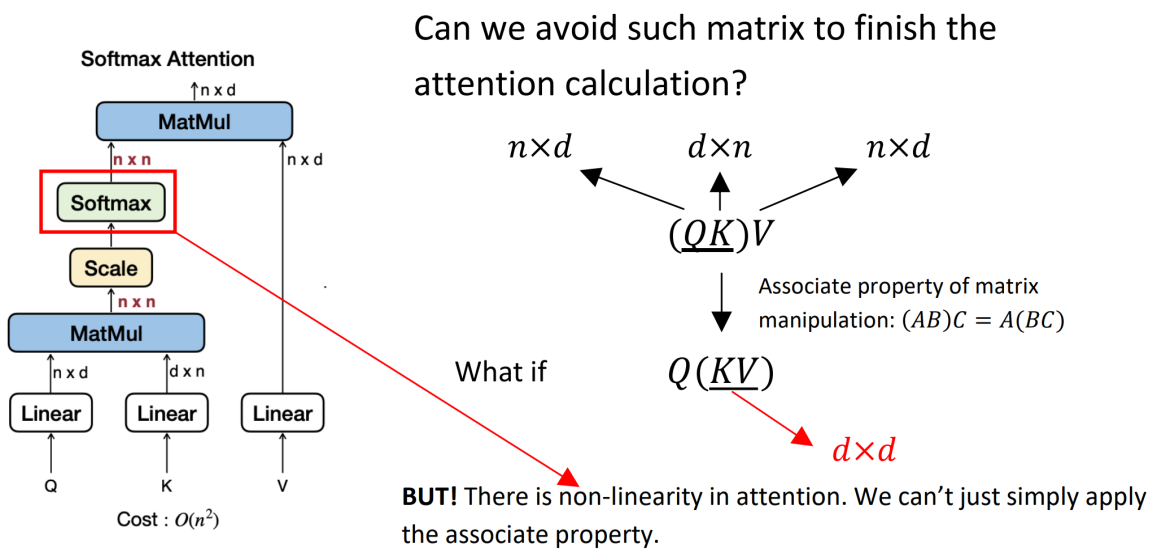 Can we avoid such matrix to finish the
attention calculation?
Softmax Attention
n x d
MatMul
n x n
n x d
Softmax
Scale
n x n
MatMul
n x d
d x n
Linear
Linear
Linear
Q
K
V
Cost : O(n²)
n×d
d×n
n×d
(QK)V
Associate property of matrix
manipulation: (AB)C = A(BC)
What if
Q(KV)
d×d
BUT! There is non-linearity in attention. We can't just simply apply
the associate property.